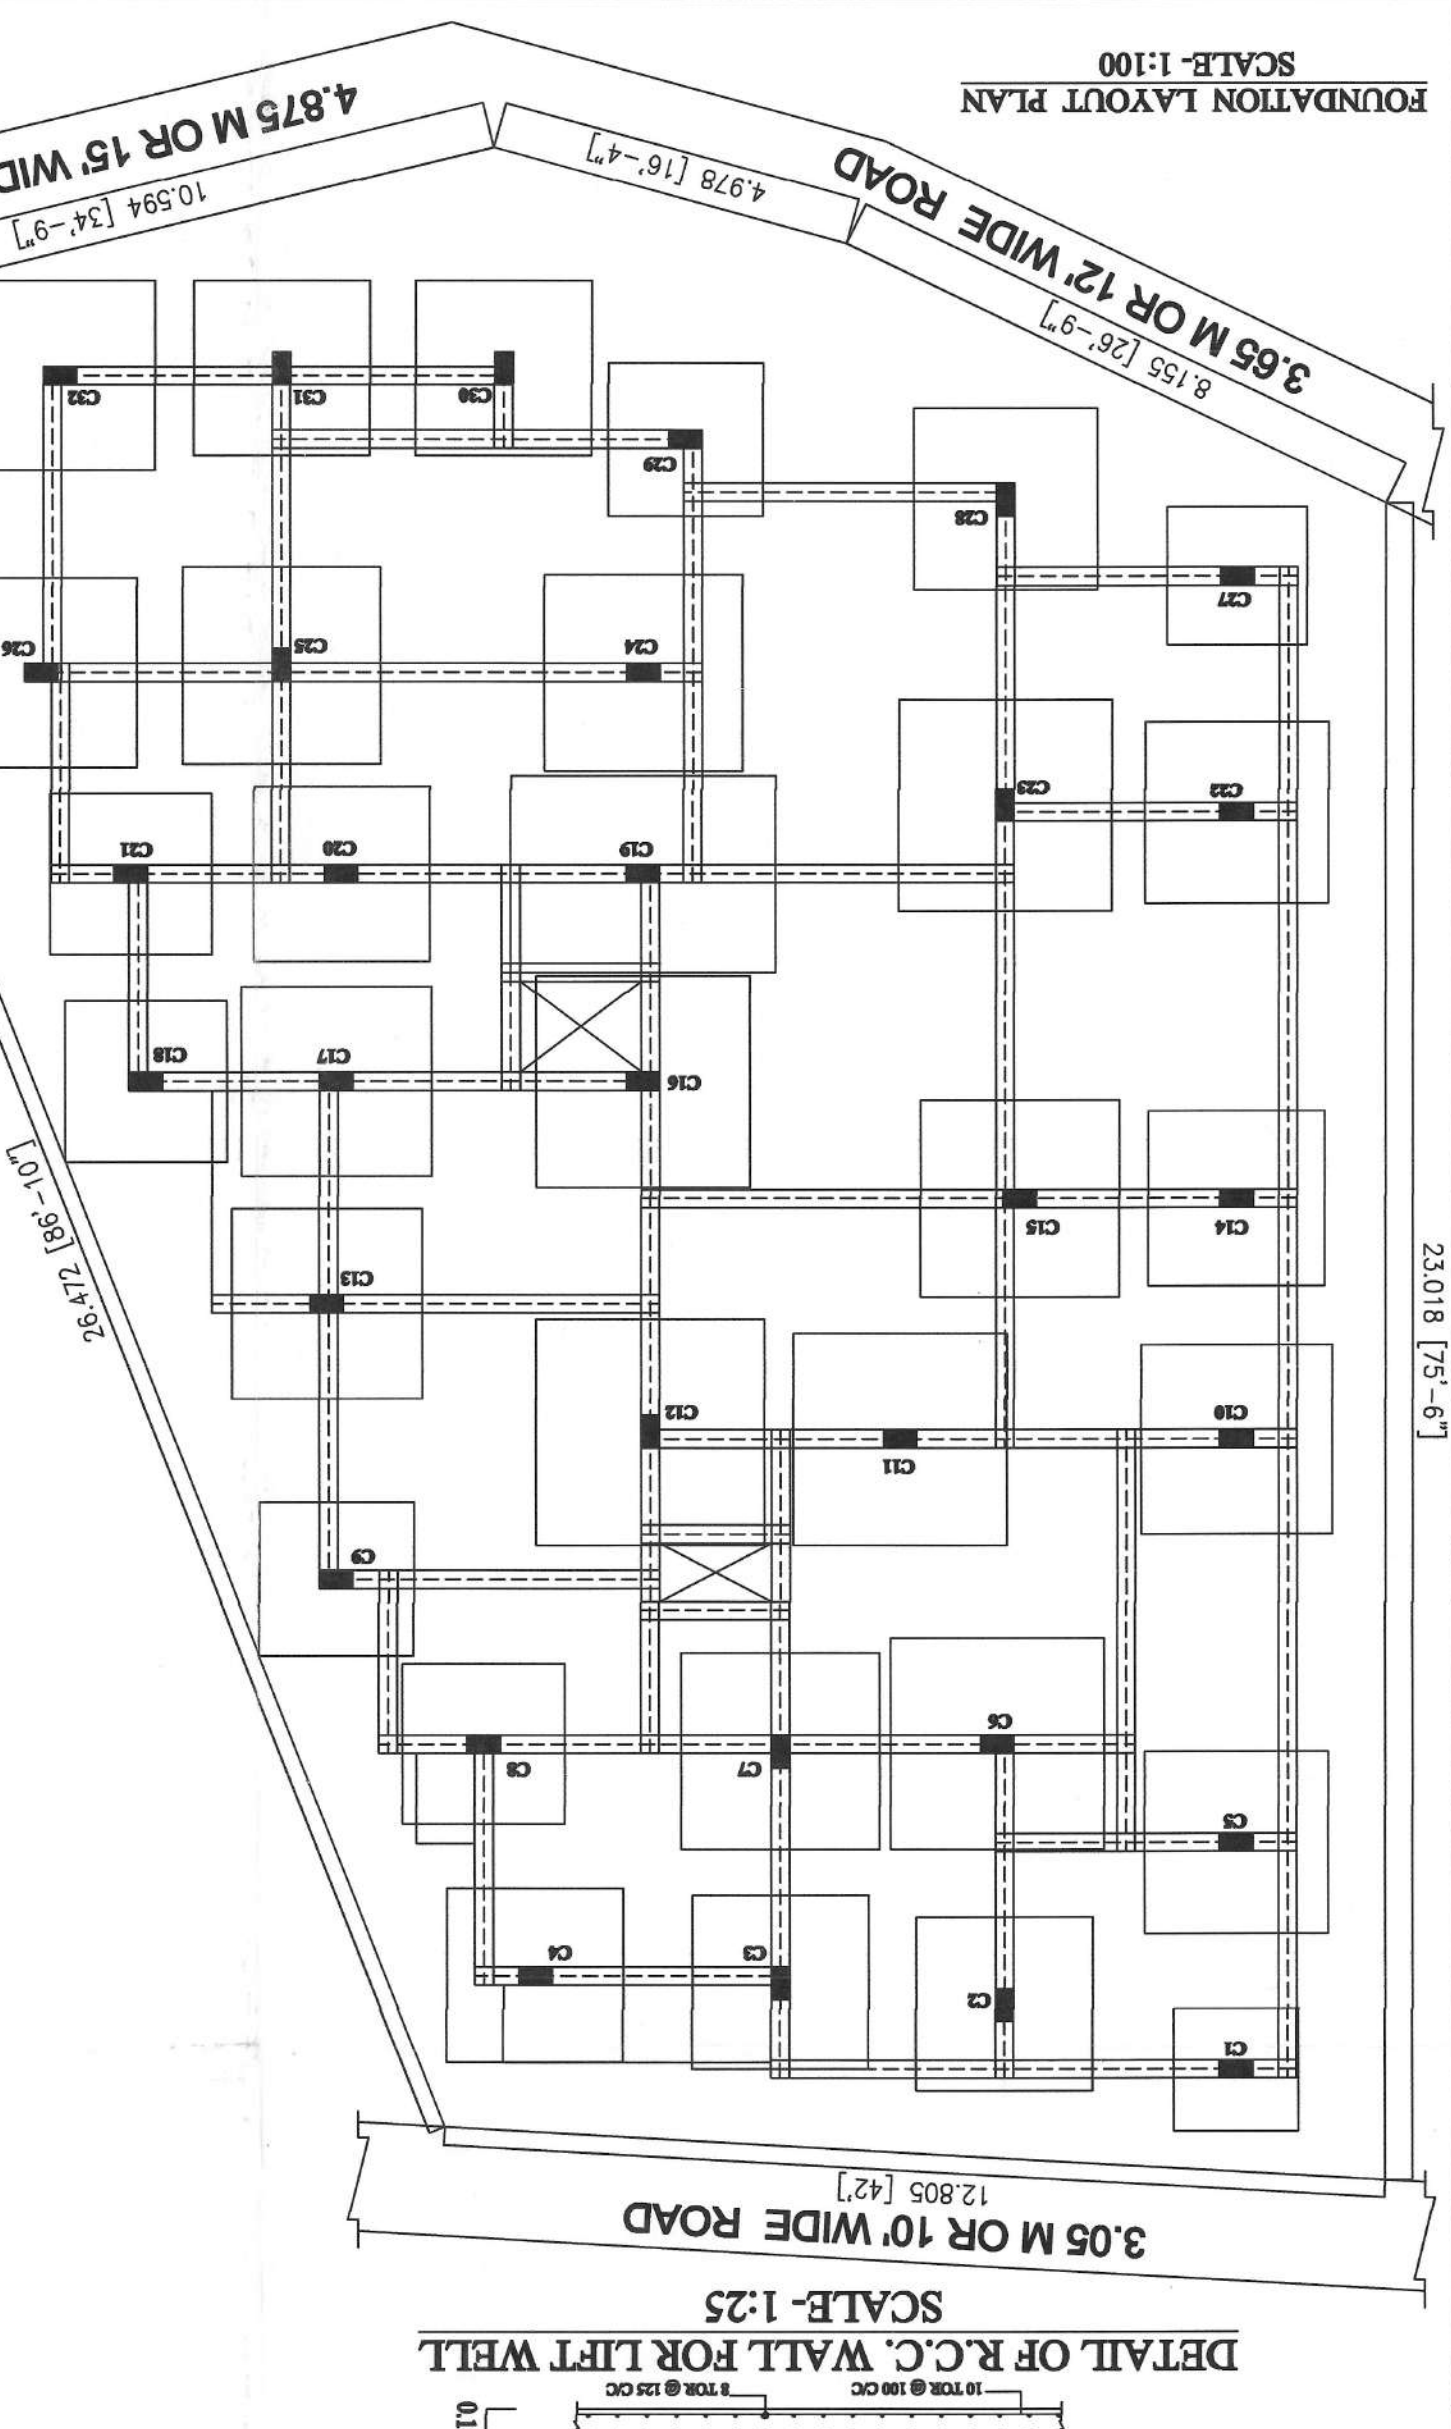 10 TOR @ 100 C/C
8 TOR @ 125 C/C
0.1
DETAIL OF R.C.C. WALL FOR LIFT WELL
SCALE- 1:25
3.05 M OR 10' WIDE ROAD
12.805 [42']
C1
C2
C3
C4
C5
C6
C7
C8
C9
C10
C11
C12
C13
C14
C15
C16
C17
C18
C19
C20
C21
C22
C23
C24
C25
C26
C27
C28
C29
C30
C31
C32
23.018 [75'-6"]
26.472 [86'-10"]
8.155 [26'-9"]
3.65 M OR 12' WIDE ROAD
4.978 [16'-4"]
10.594 [34'-9"]
4.875 M OR 15' WID
FOUNDATION LAYOUT PLAN
SCALE- 1:100